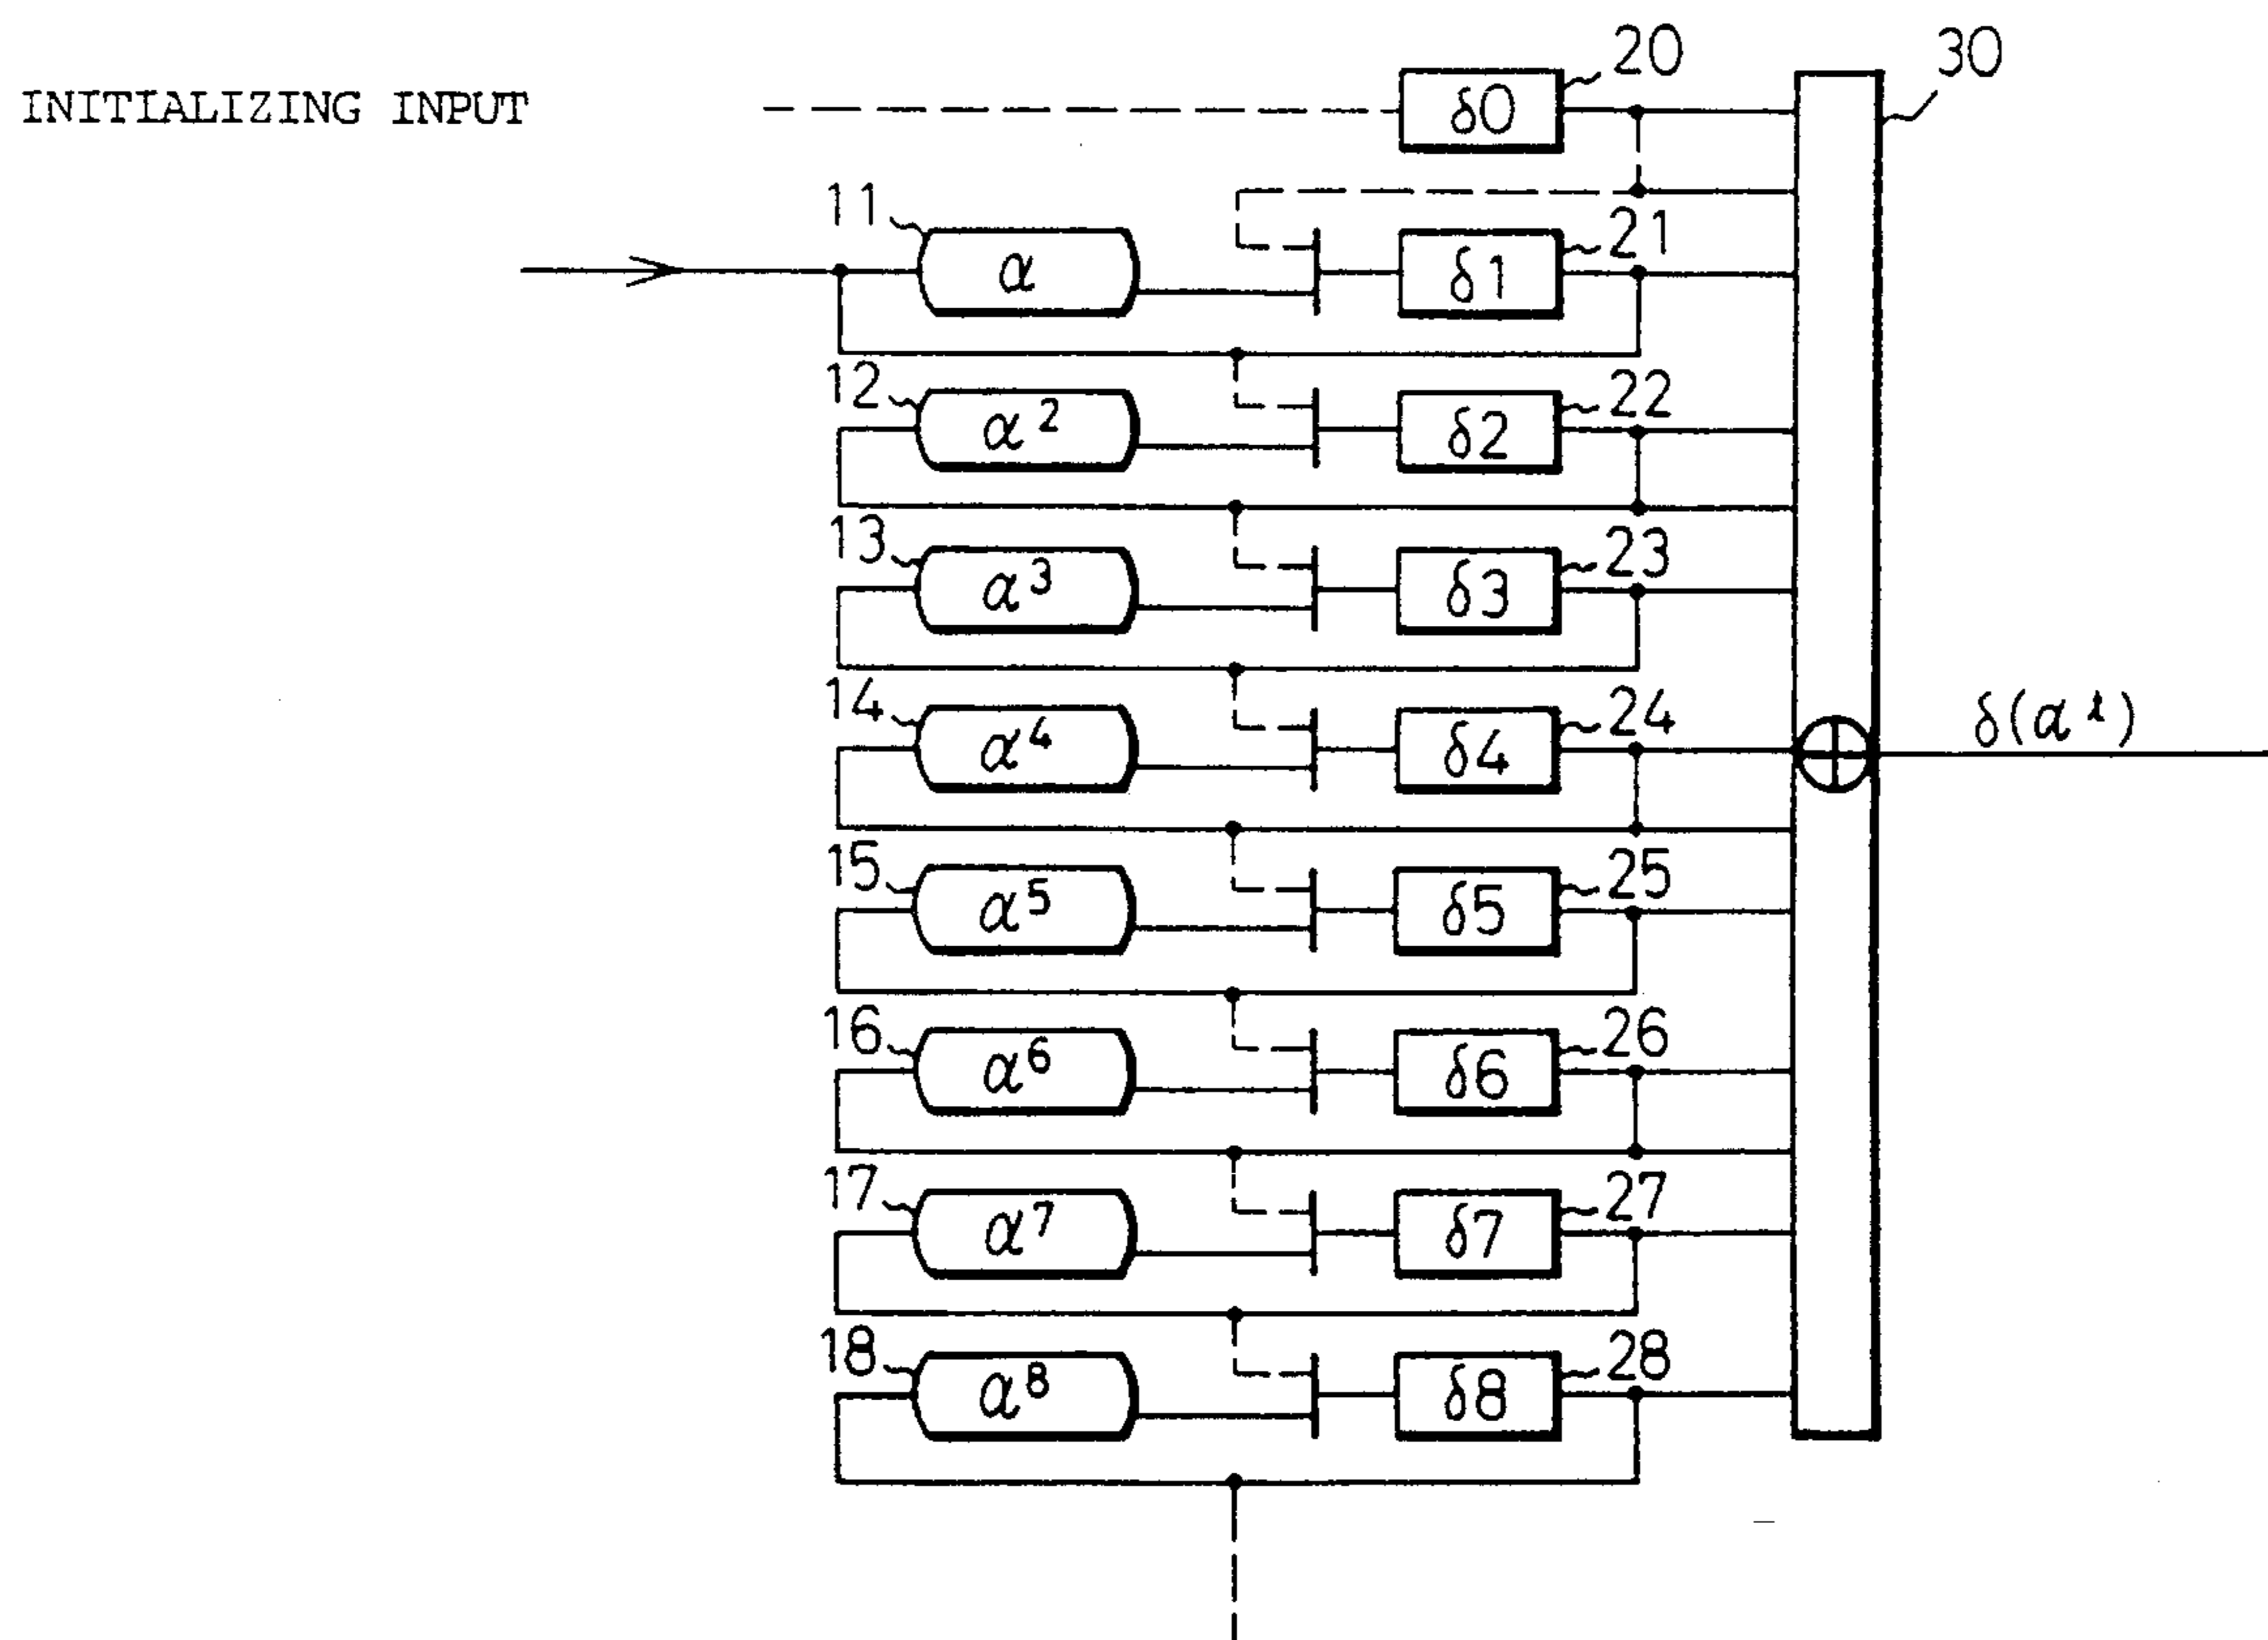 20
30
INITIALIZING INPUT
δ0
11
α
δ1
21
12
α²
δ2
22
13
α³
δ3
23
14
α⁴
δ4
24
δ(αⁱ)
15
α⁵
δ5
25
16
α⁶
δ6
26
17
α⁷
δ7
27
18
α⁸
δ8
28